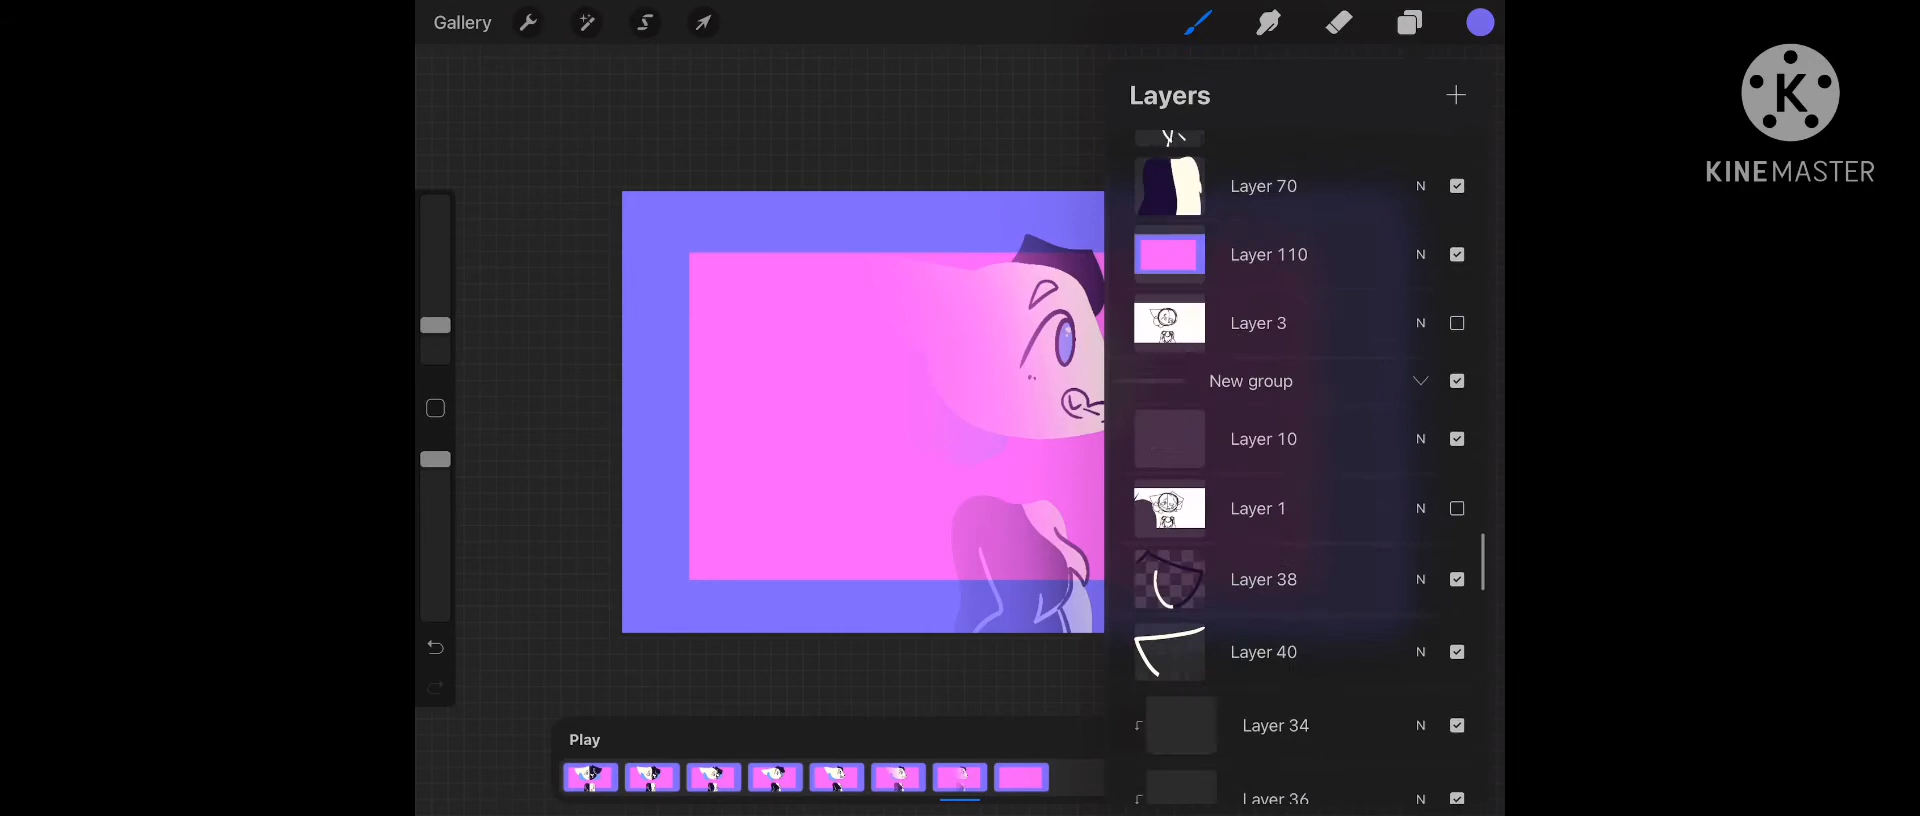 Gallery
Layers
Layer 70 N
Layer 110 N
Layer 3 N
New group
Layer 10 N
Layer 1 N
Layer 38 N
Layer 40 N
Layer 34 N
Layer 36 N
Play
K
KINEMASTER